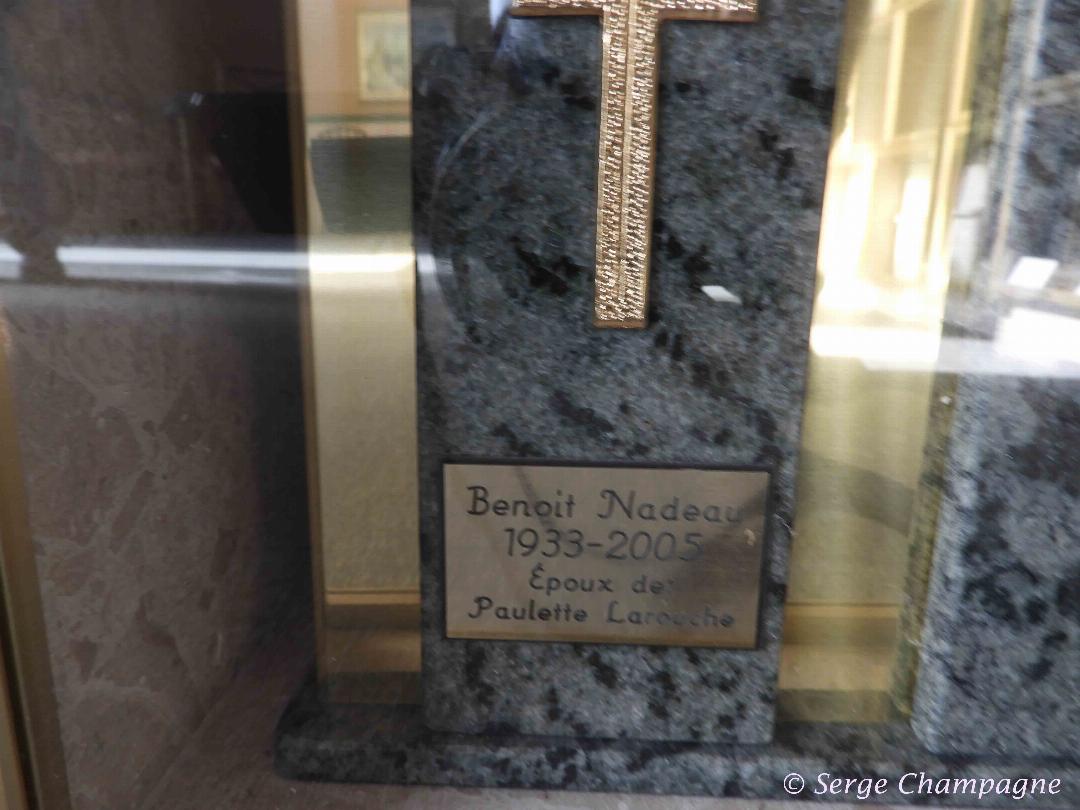 Benoit Nadeau
1933-2005
Époux de:
Paulette Larouche
© Serge Champagne